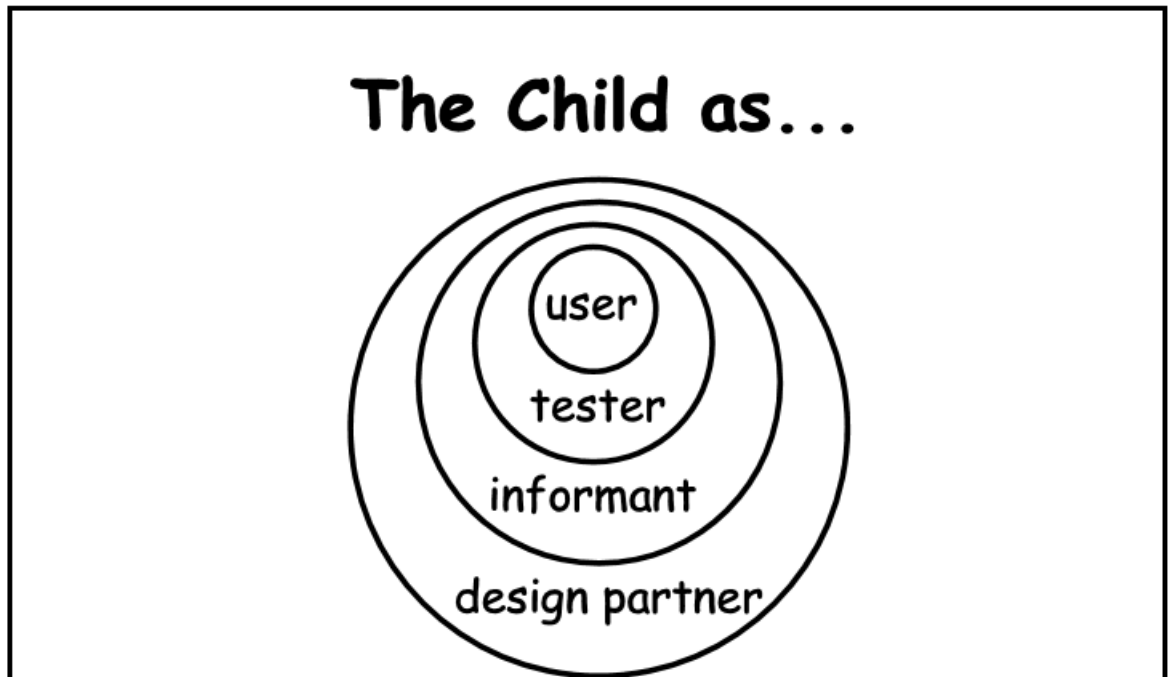 The Child as...
user
tester
informant
design partner